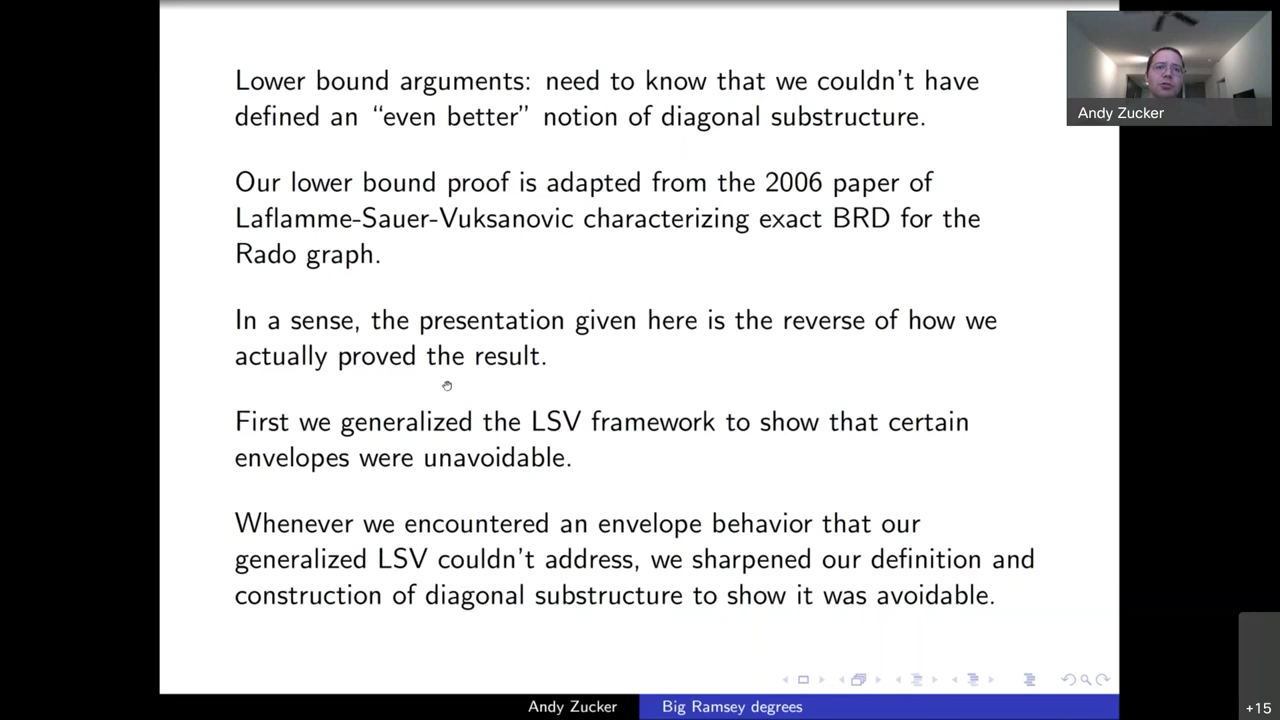 Lower bound arguments: need to know that we couldn't have
defined an “even better” notion of diagonal substructure.
Our lower bound proof is adapted from the 2006 paper of
Laflamme-Sauer-Vuksanovic characterizing exact BRD for the
Rado graph.
In a sense, the presentation given here is the reverse of how we
actually proved the result.
First we generalized the LSV framework to show that certain
envelopes were unavoidable.
Whenever we encountered an envelope behavior that our
generalized LSV couldn't address, we sharpened our definition and
construction of diagonal substructure to show it was avoidable.
Andy Zucker
Andy Zucker
Big Ramsey degrees
+15